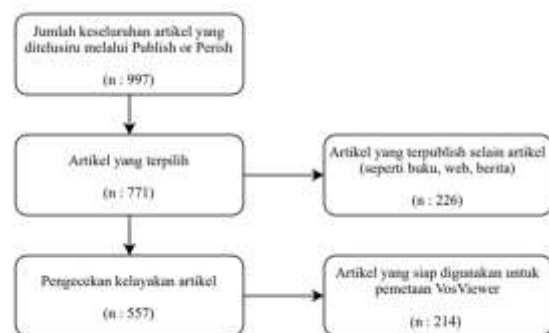 Jumlah keseluruhan artikel yang
ditelusiru melalui Publish or Perish
(n : 997)
Artikel yang terpilih
(n : 771)
Artikel yang terpublish selain artikel
(seperti buku, web, berita)
(n : 226)
Pengecekan kelayakan artikel
(n : 557)
Artikel yang siap digunakan untuk
pemetaan VosViewer
(n : 214)